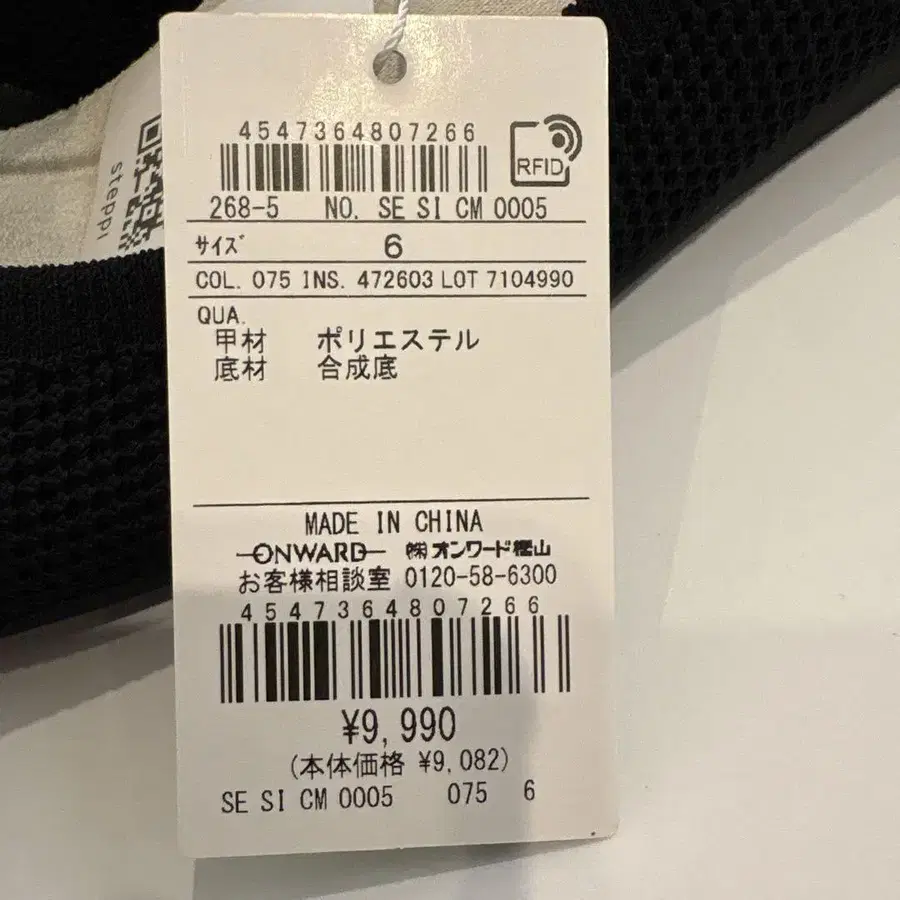 4547364807266
RFID
268-5 NO. SE SI CM 0005
サイズ 6
COL. 075 INS. 472603 LOT 7104990
QUA.
甲材 ポリエステル
底材 合成底
MADE IN CHINA
ONWARD ㈱オンワード樫山
お客様相談室 0120-58-6300
4547364807266
¥9,990
(本体価格 ¥9,082)
SE SI CM 0005 075 6
steppi